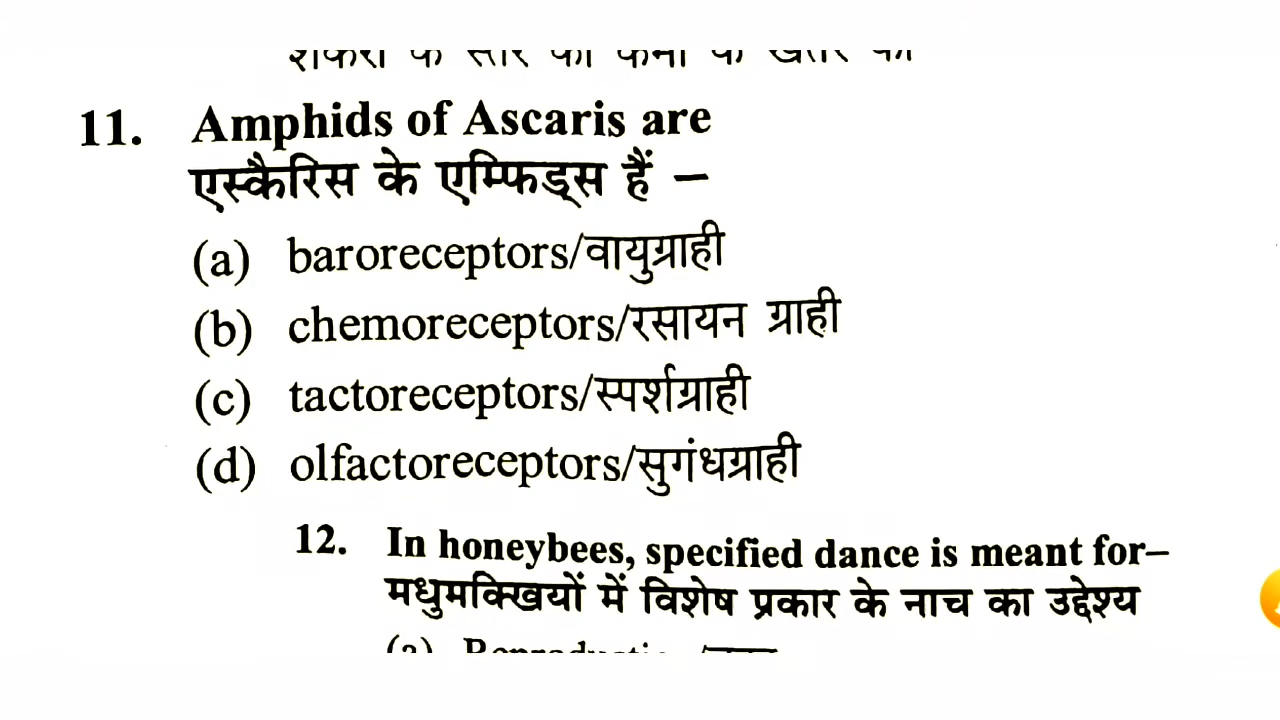 11. Amphids of Ascaris are
एस्कैरिस के एम्फिड्स हैं –
(a) baroreceptors/वायुग्राही
(b) chemoreceptors/रसायन ग्राही
(c) tactoreceptors/स्पर्शग्राही
(d) olfactoreceptors/सुगंधग्राही
12. In honeybees, specified dance is meant for–
मधुमक्खियों में विशेष प्रकार के नाच का उद्देश्य